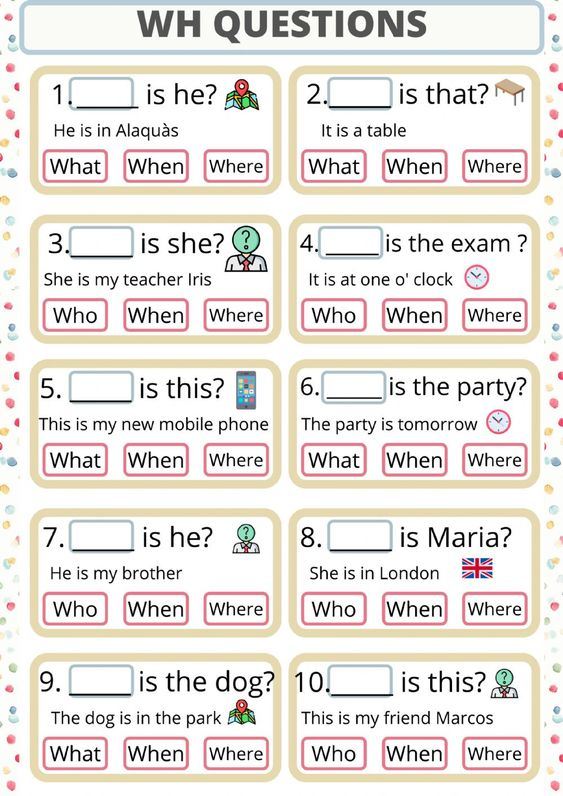 WH QUESTIONS
1.____ is he?
He is in Alaquàs
What When Where
2.____ is that?
It is a table
What When Where
3.____ is she?
She is my teacher Iris
Who When Where
4.____ is the exam ?
It is at one o' clock
Who When Where
5. ____ is this?
This is my new mobile phone
What When Where
6.____ is the party?
The party is tomorrow
What When Where
7. ____ is he?
He is my brother
Who When Where
8. ____ is Maria?
She is in London
Who When Where
9. ____ is the dog?
The dog is in the park
What When Where
10.____ is this?
This is my friend Marcos
Who When Where